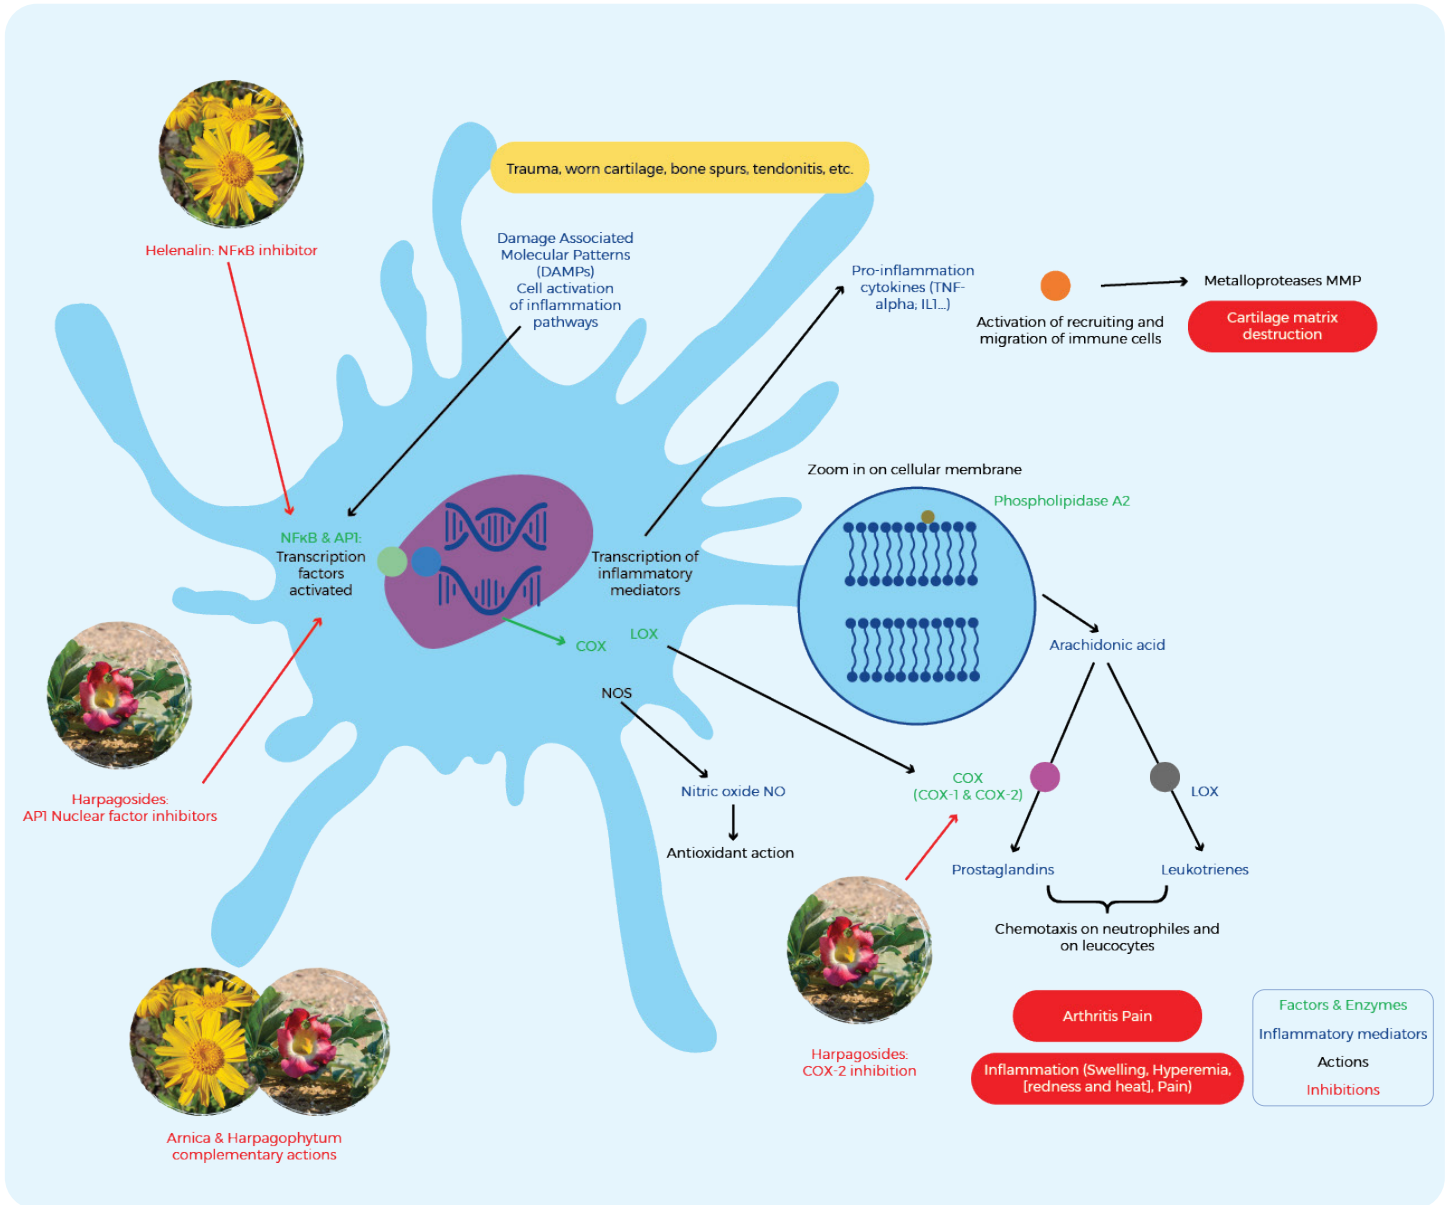 Trauma, worn cartilage, bone spurs, tendonitis, etc.
Helenalin: NFκB inhibitor
Damage Associated
Molecular Patterns
(DAMPs)
Cell activation
of inflammation
pathways
Pro-inflammation
cytokines (TNF-
alpha; IL1...)
Activation of recruiting and
migration of immune cells
Metalloproteases MMP
Cartilage matrix
destruction
Zoom in on cellular membrane
Phospholipidase A2
NFκB & AP1:
Transcription
factors
activated
Transcription of
inflammatory
mediators
COX
LOX
NOS
Arachidonic acid
Harpagosides:
AP1 Nuclear factor inhibitors
Nitric oxide NO
Antioxidant action
COX
(COX-1 & COX-2)
LOX
Prostaglandins
Leukotrienes
Chemotaxis on neutrophiles and
on leucocytes
Harpagosides:
COX-2 inhibition
Arthritis Pain
Inflammation (Swelling, Hyperemia,
[redness and heat], Pain)
Factors & Enzymes
Inflammatory mediators
Actions
Inhibitions
Arnica & Harpagophytum
complementary actions